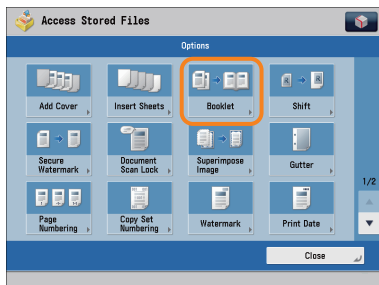 Access Stored Files
Options
Add Cover
Insert Sheets
Booklet
Shift
Secure
Watermark
Document
Scan Lock
Superimpose
Image
Gutter
1/2
Page
Numbering
Copy Set
Numbering
Watermark
Print Date
Close